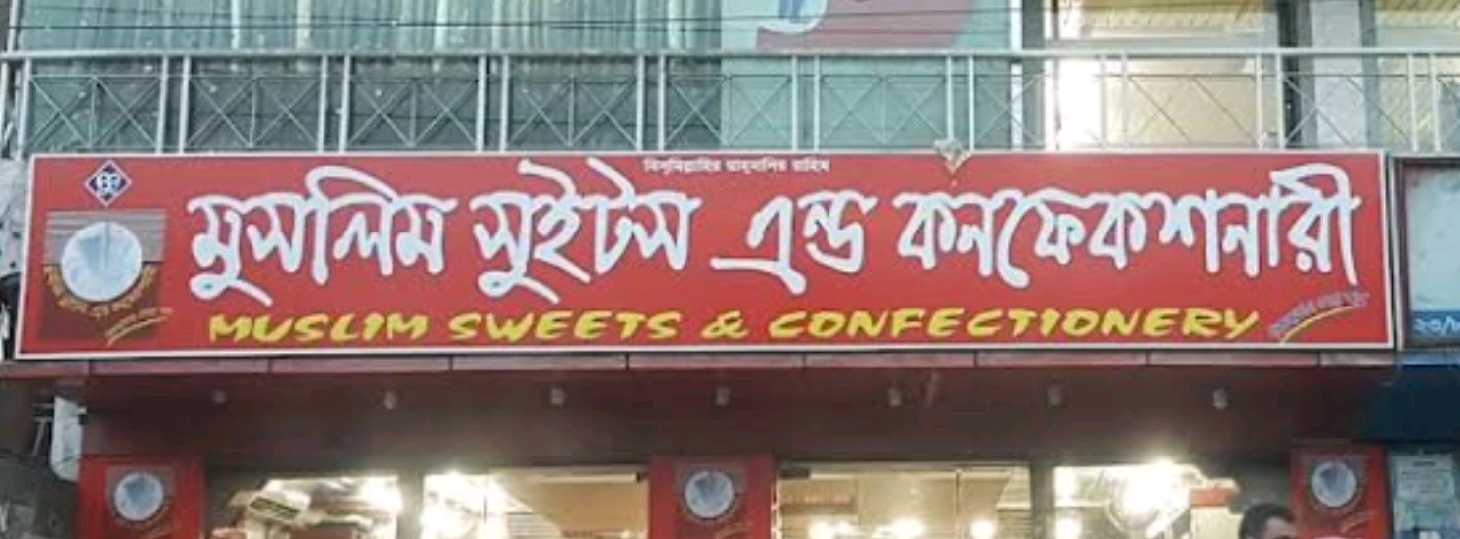 বিসমিল্লাহির রাহমানির রাহিম
মুসলিম সুইটস এন্ড কনফেকশনারী
MUSLIM SWEETS & CONFECTIONERY